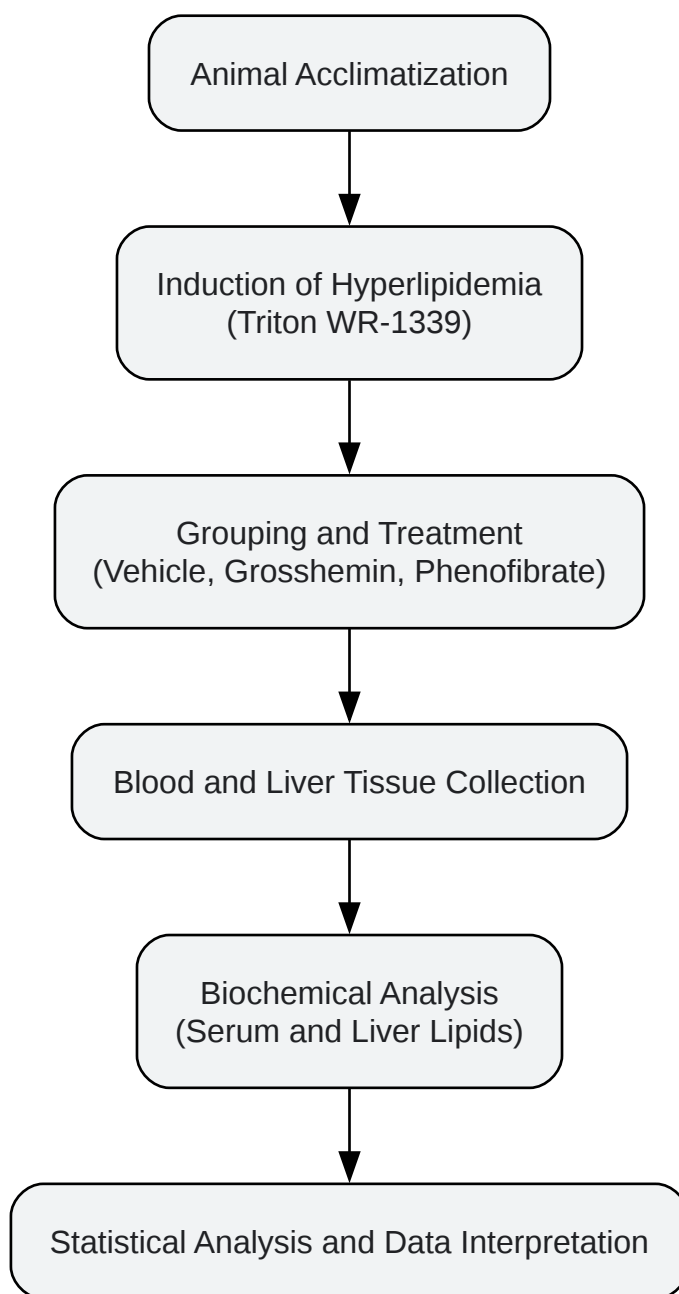 Animal Acclimatization
Induction of Hyperlipidemia
(Triton WR-1339)
Grouping and Treatment
(Vehicle, Grosshemin, Phenofibrate)
Blood and Liver Tissue Collection
Biochemical Analysis
(Serum and Liver Lipids)
Statistical Analysis and Data Interpretation